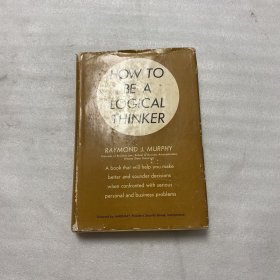 HOW TO
BE A
LOGICAL
THINKER
RAYMOND J. MURPHY
A book that will help you make
better and sounder decisions
when confronted with serious
personal and business problems